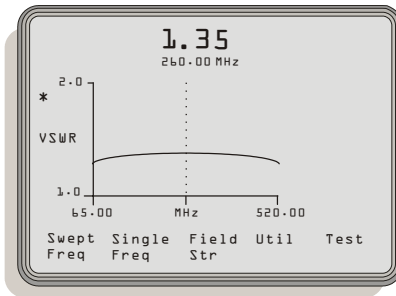 1.35
260.00 MHz
2.0
*
VSWR
1.0
65.00 MHz 520.00
Swept Single Field Util Test
Freq Freq Str